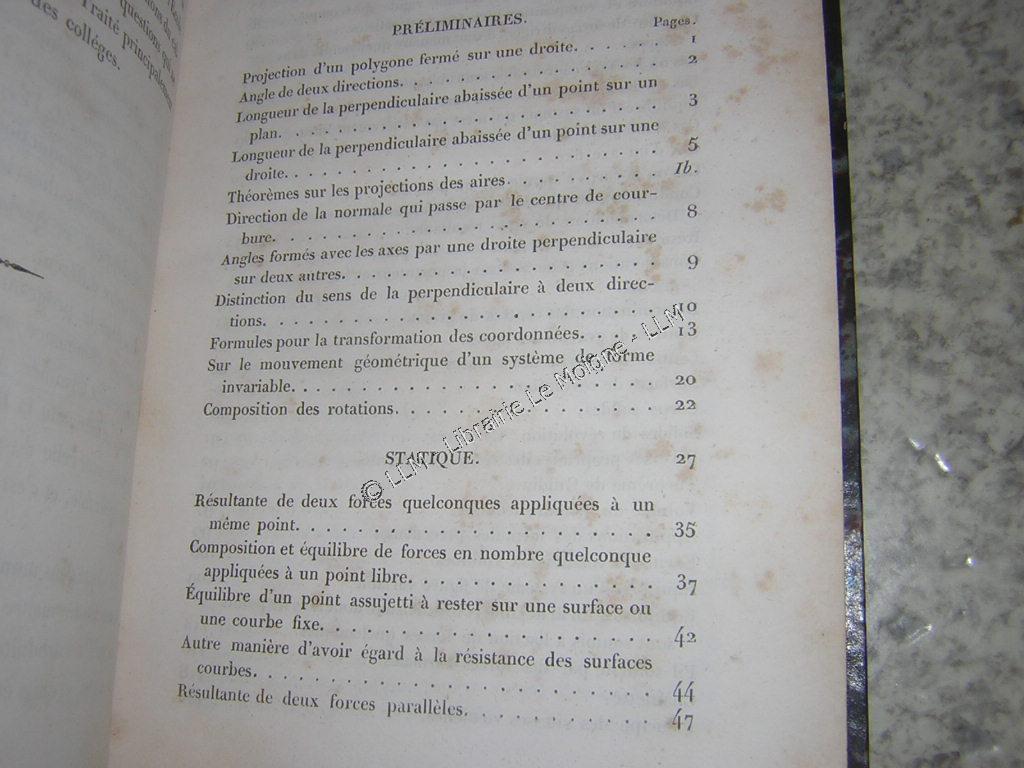 questions qui se
Traité principalement
des colléges.
PRÉLIMINAIRES.
Pages.
Projection d'un polygone fermé sur une droite. . . . . . 1
Angle de deux directions. . . . . . . . . . . . . . . 2
Longueur de la perpendiculaire abaissée d'un point sur un
plan. . . . . . . . . . . . . . . . . . . . . . 3
Longueur de la perpendiculaire abaissée d'un point sur une
droite. . . . . . . . . . . . . . . . . . . . . 5
Théorèmes sur les projections des aires. . . . . . . . . Ib.
Direction de la normale qui passe par le centre de cour-
bure. . . . . . . . . . . . . . . . . . . . . . 8
Angles formés avec les axes par une droite perpendiculaire
sur deux autres. . . . . . . . . . . . . . . . . . 9
Distinction du sens de la perpendiculaire à deux direc-
tions. . . . . . . . . . . . . . . . . . . . . . 10
Formules pour la transformation des coordonnées. . . . . 13
Sur le mouvement géométrique d'un système de forme
invariable. . . . . . . . . . . . . . . . . . . . 20
Composition des rotations. . . . . . . . . . . . . . 22
STATIQUE. 27
Résultante de deux forces quelconques appliquées à un
même point. . . . . . . . . . . . . . . . . . . 35
Composition et équilibre de forces en nombre quelconque
appliquées à un point libre. . . . . . . . . . . . . 37
Équilibre d'un point assujetti à rester sur une surface ou
une courbe fixe. . . . . . . . . . . . . . . . . . 42
Autre manière d'avoir égard à la résistance des surfaces
courbes. . . . . . . . . . . . . . . . . . . . . 44
Résultante de deux forces parallèles. . . . . . . . . . 47
© LLM - Librairie Le Moigne - LLM